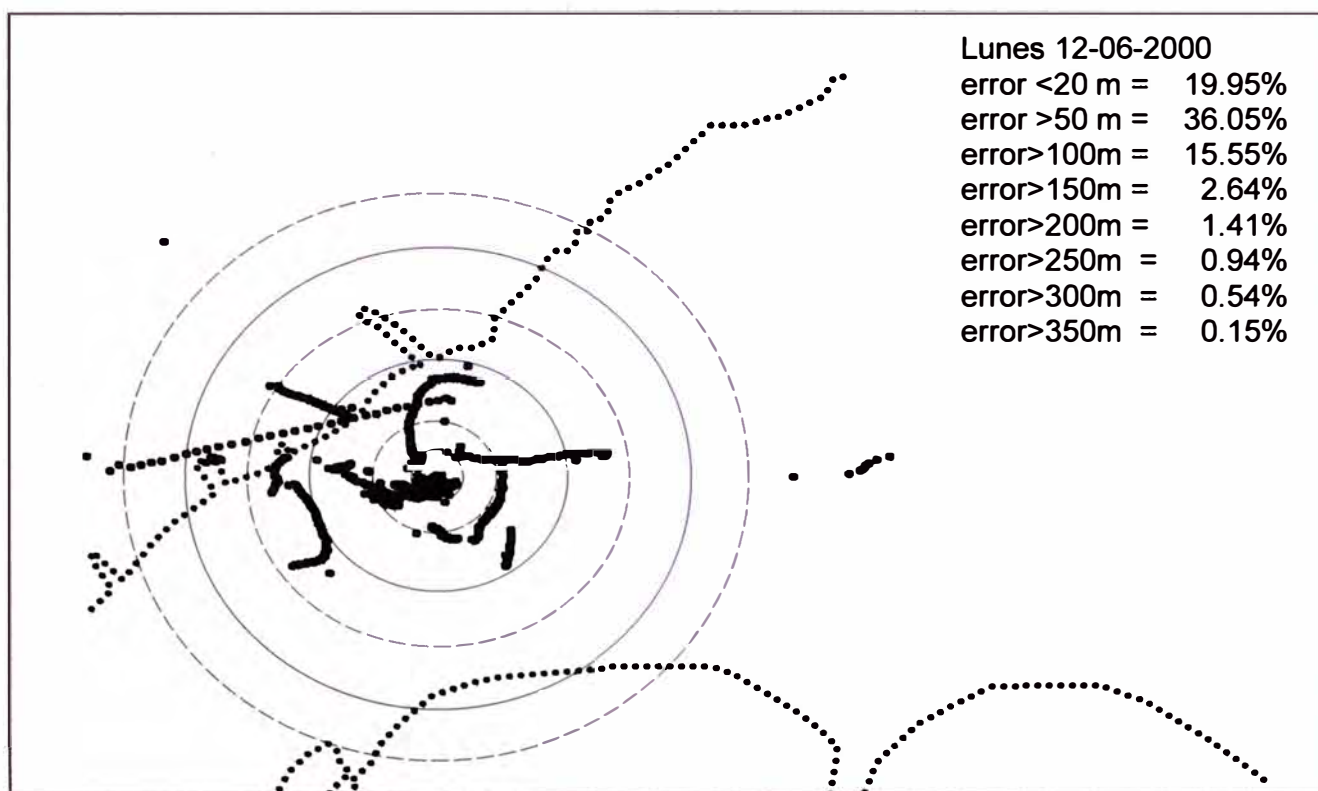 Lunes 12-06-2000
error <20 m = 19.95%
error >50 m = 36.05%
error>100m = 15.55%
error>150m = 2.64%
error>200m = 1.41%
error>250m = 0.94%
error>300m = 0.54%
error>350m = 0.15%